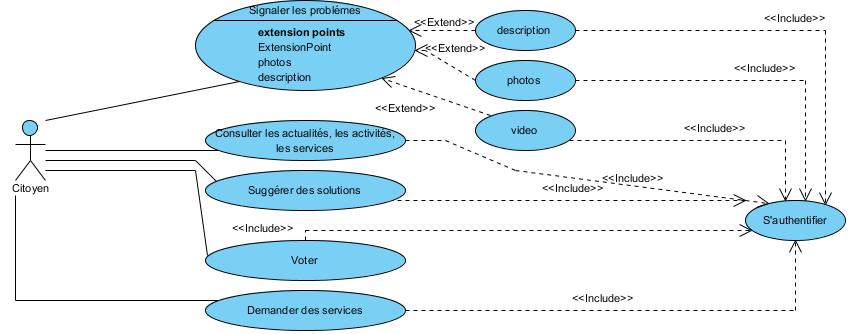 Signaler les problémes
extension points
ExtensionPoint
photos
description
<<Extend>>
description
<<Include>>
<<Extend>>
photos
<<Include>>
<<Extend>>
video
<<Include>>
Citoyen
Consulter les actualités, les activités,
les services
<<Include>>
Suggérer des solutions
<<Include>>
S'authentifier
<<Include>>
Voter
Demander des services
<<Include>>